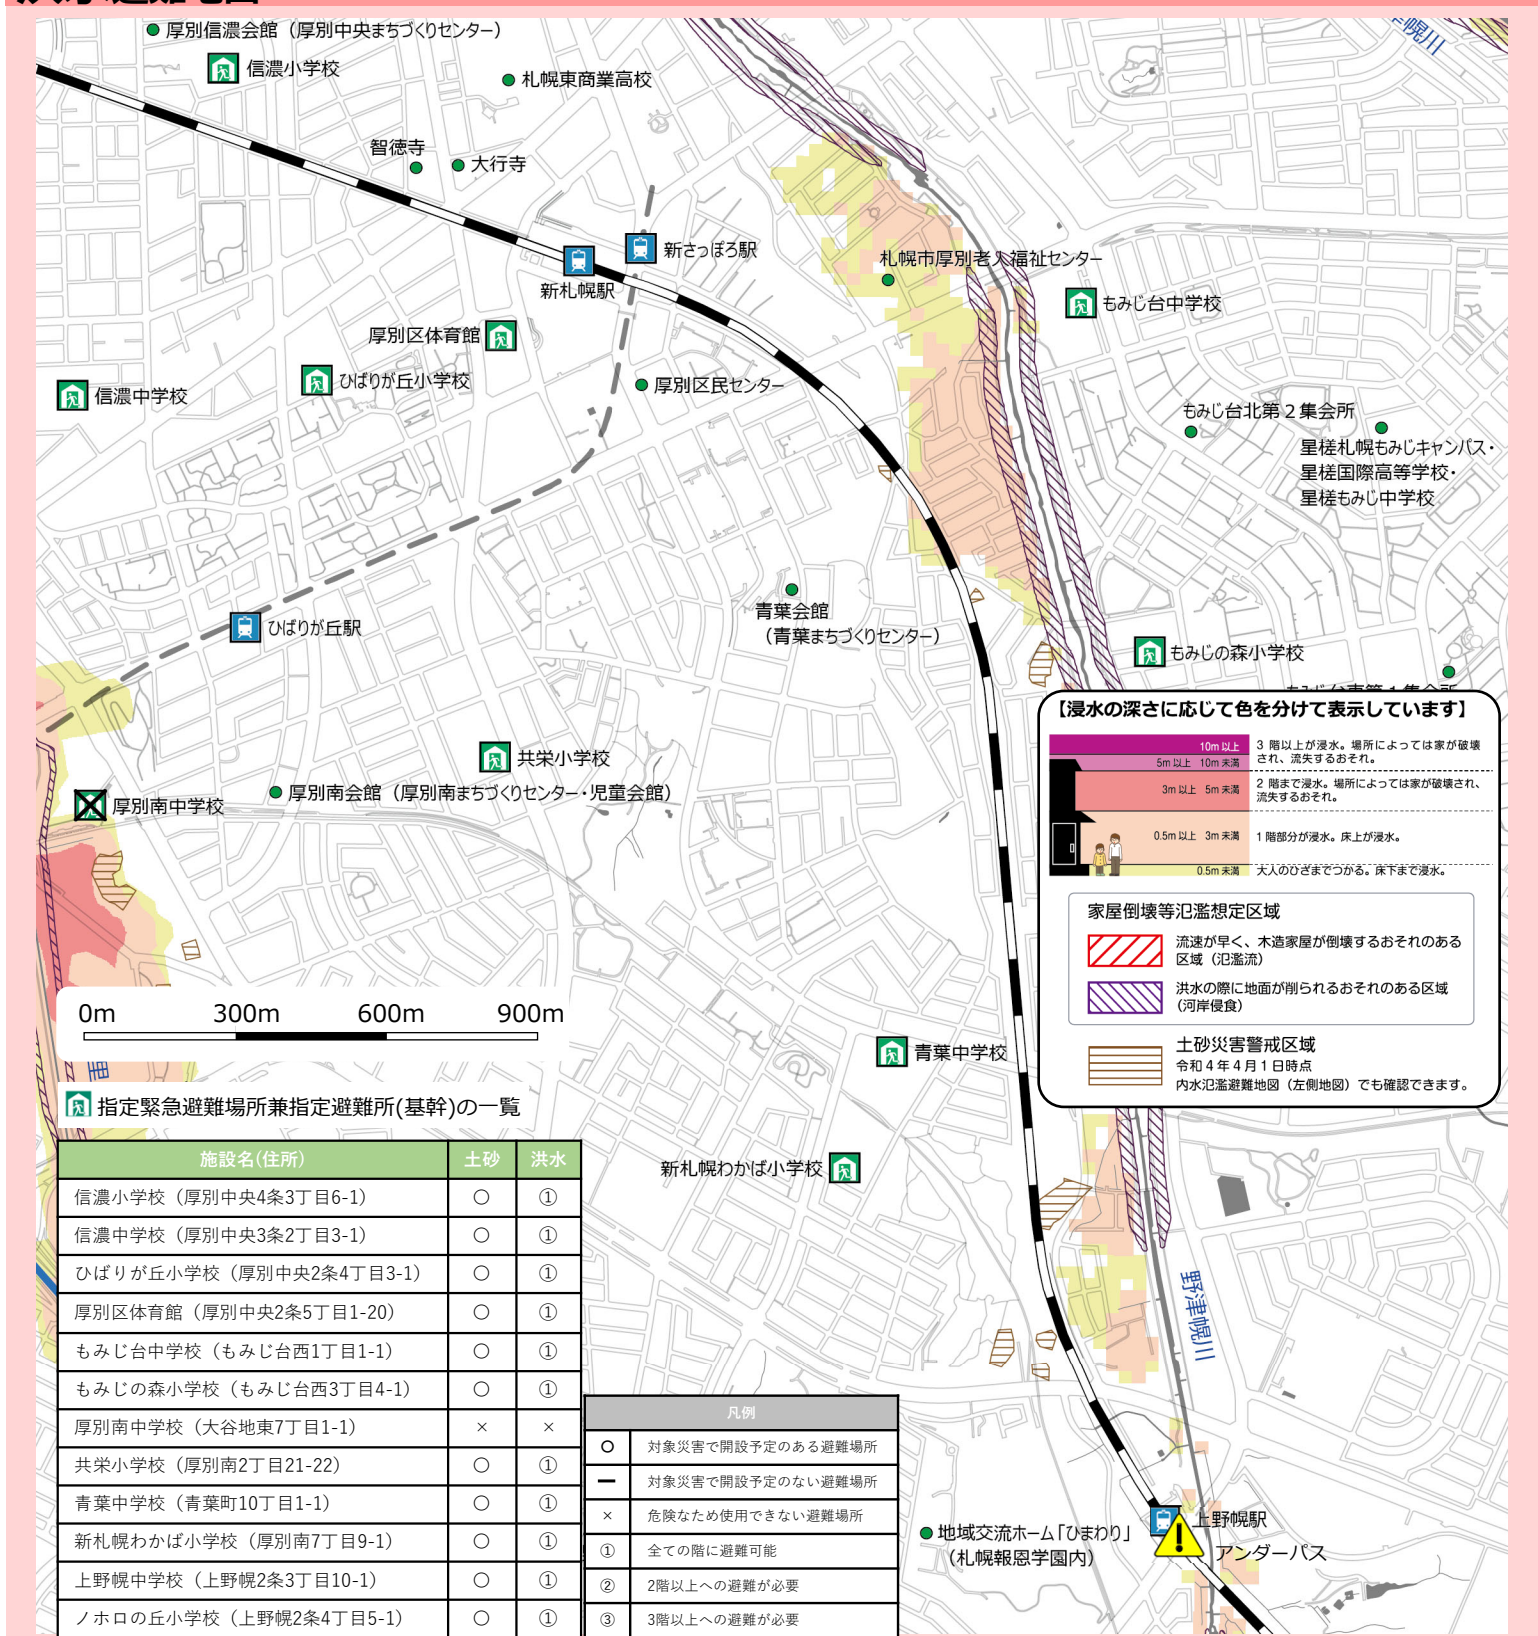 厚別信濃会館（厚別中央まちづくりセンター）
信濃小学校
札幌東商業高校
智徳寺
大行寺
新さっぽろ駅
新札幌駅
札幌市厚別老人福祉センター
もみじ台中学校
厚別区体育館
ひばりが丘小学校
信濃中学校
厚別区民センター
もみじ台北第２集会所
星槎札幌もみじキャンパス・
星槎国際高等学校・
星槎もみじ中学校
青葉会館
（青葉まちづくりセンター）
ひばりが丘駅
もみじの森小学校
共栄小学校
厚別南会館（厚別南まちづくりセンター・児童会館）
厚別南中学校
【浸水の深さに応じて色を分けて表示しています】
10m 以上
3 階以上が浸水。場所によっては家が破壊
され、流失するおそれ。
5m 以上 10m 未満
3m 以上 5m 未満
2 階まで浸水。場所によっては家が破壊され、
流失するおそれ。
0.5m 以上 3m 未満
1 階部分が浸水。床上が浸水。
0.5m 未満
大人のひざまでつかる。床下まで浸水。
家屋倒壊等氾濫想定区域
流速が早く、木造家屋が倒壊するおそれのある
区域（氾濫流）
洪水の際に地面が削られるおそれのある区域
（河岸侵食）
土砂災害警戒区域
令和４年４月１日時点
内水氾濫避難地図（左側地図）でも確認できます。
0m 300m 600m 900m
青葉中学校
新札幌わかば小学校
野津幌川
上野幌駅
アンダーパス
地域交流ホーム「ひまわり」
（札幌報恩学園内）
指定緊急避難場所兼指定避難所(基幹)の一覧
施設名(住所) 土砂 洪水
信濃小学校（厚別中央4条3丁目6-1） ○ ①
信濃中学校（厚別中央3条2丁目3-1） ○ ①
ひばりが丘小学校（厚別中央2条4丁目3-1） ○ ①
厚別区体育館（厚別中央2条5丁目1-20） ○ ①
もみじ台中学校（もみじ台西1丁目1-1） ○ ①
もみじの森小学校（もみじ台西3丁目4-1） ○ ①
厚別南中学校（大谷地東7丁目1-1） × ×
共栄小学校（厚別南2丁目21-22） ○ ①
青葉中学校（青葉町10丁目1-1） ○ ①
新札幌わかば小学校（厚別南7丁目9-1） ○ ①
上野幌中学校（上野幌2条3丁目10-1） ○ ①
ノホロの丘小学校（上野幌2条4丁目5-1） ○ ①
凡例
○ 対象災害で開設予定のある避難場所
ー 対象災害で開設予定のない避難場所
× 危険なため使用できない避難場所
① 全ての階に避難可能
② 2階以上への避難が必要
③ 3階以上への避難が必要